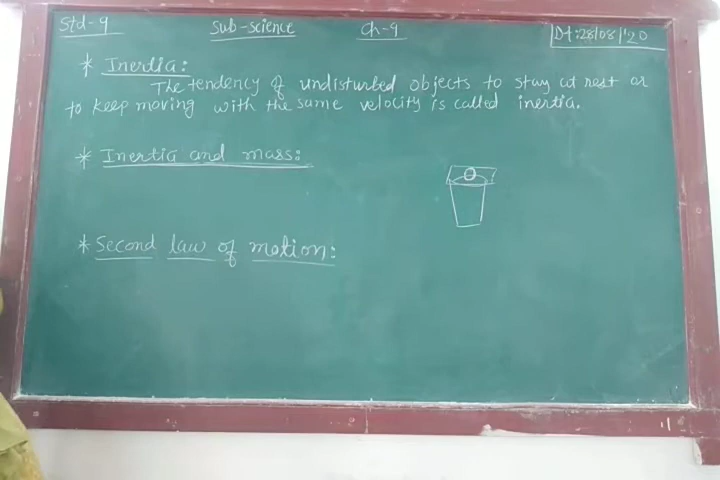 Std-9 Sub-science Ch-9 Dt:28/08/'20
* Inertia:
The tendency of undisturbed objects to stay at rest or
to keep moving with the same velocity is called inertia.
* Inertia and mass:
* Second law of motion: